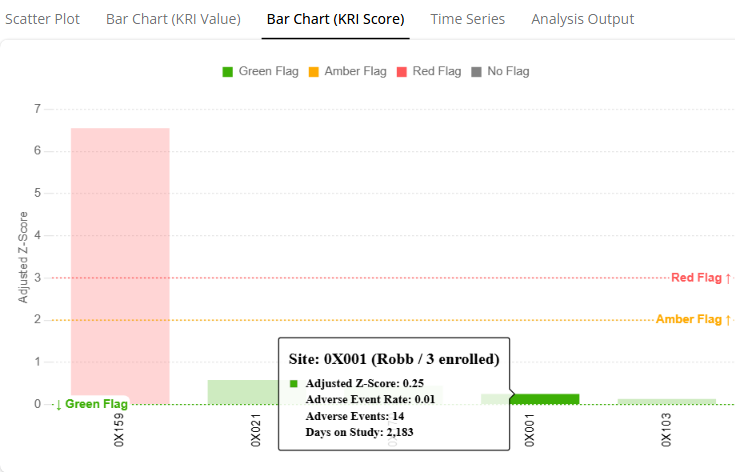 Scatter Plot Bar Chart (KRI Value) Bar Chart (KRI Score) Time Series Analysis Output
Green Flag Amber Flag Red Flag No Flag
Adjusted Z-Score
7
6
5
4
3
Red Flag ↑
2
Amber Flag ↑
1
0
↓ Green Flag
Site: 0X001 (Robb / 3 enrolled)
Adjusted Z-Score: 0.25
Adverse Event Rate: 0.01
Adverse Events: 14
Days on Study: 2,183
0X159
0X021
0X001
0X103